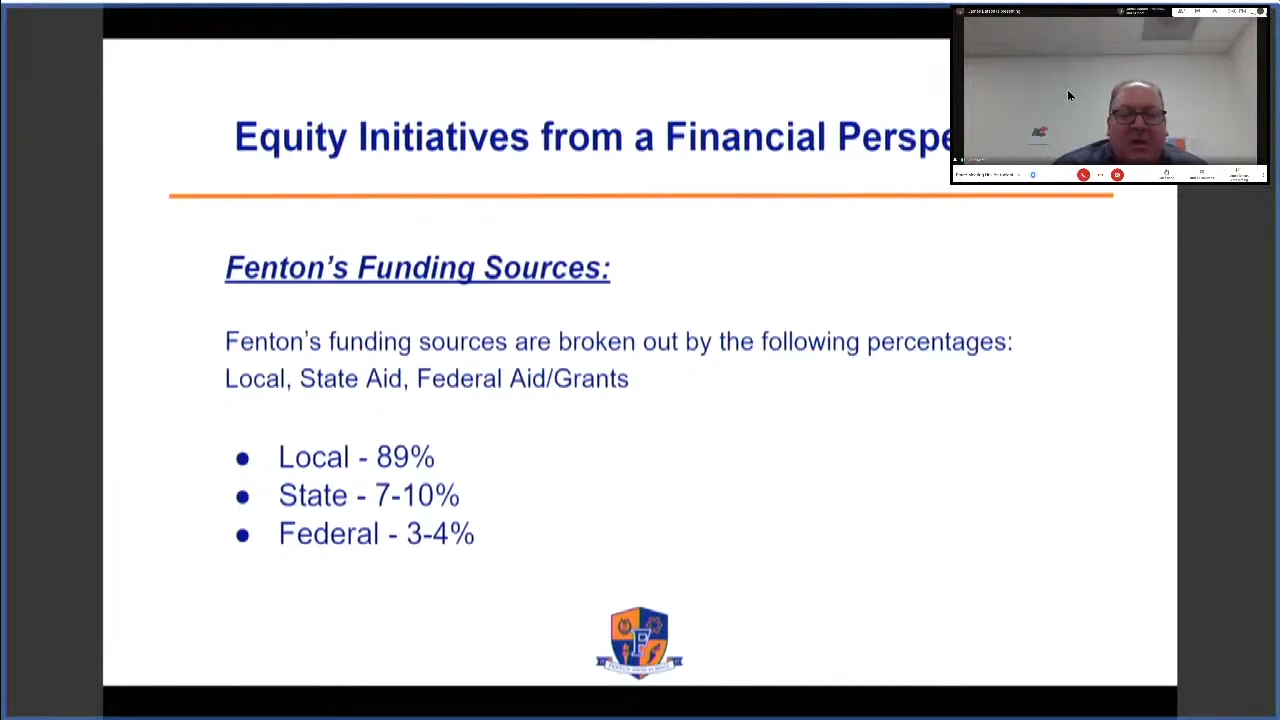 Equity Initiatives from a Financial Perspe
Fenton’s Funding Sources:
Fenton’s funding sources are broken out by the following percentages:
Local, State Aid, Federal Aid/Grants
● Local - 89%
● State - 7-10%
● Federal - 3-4%
F